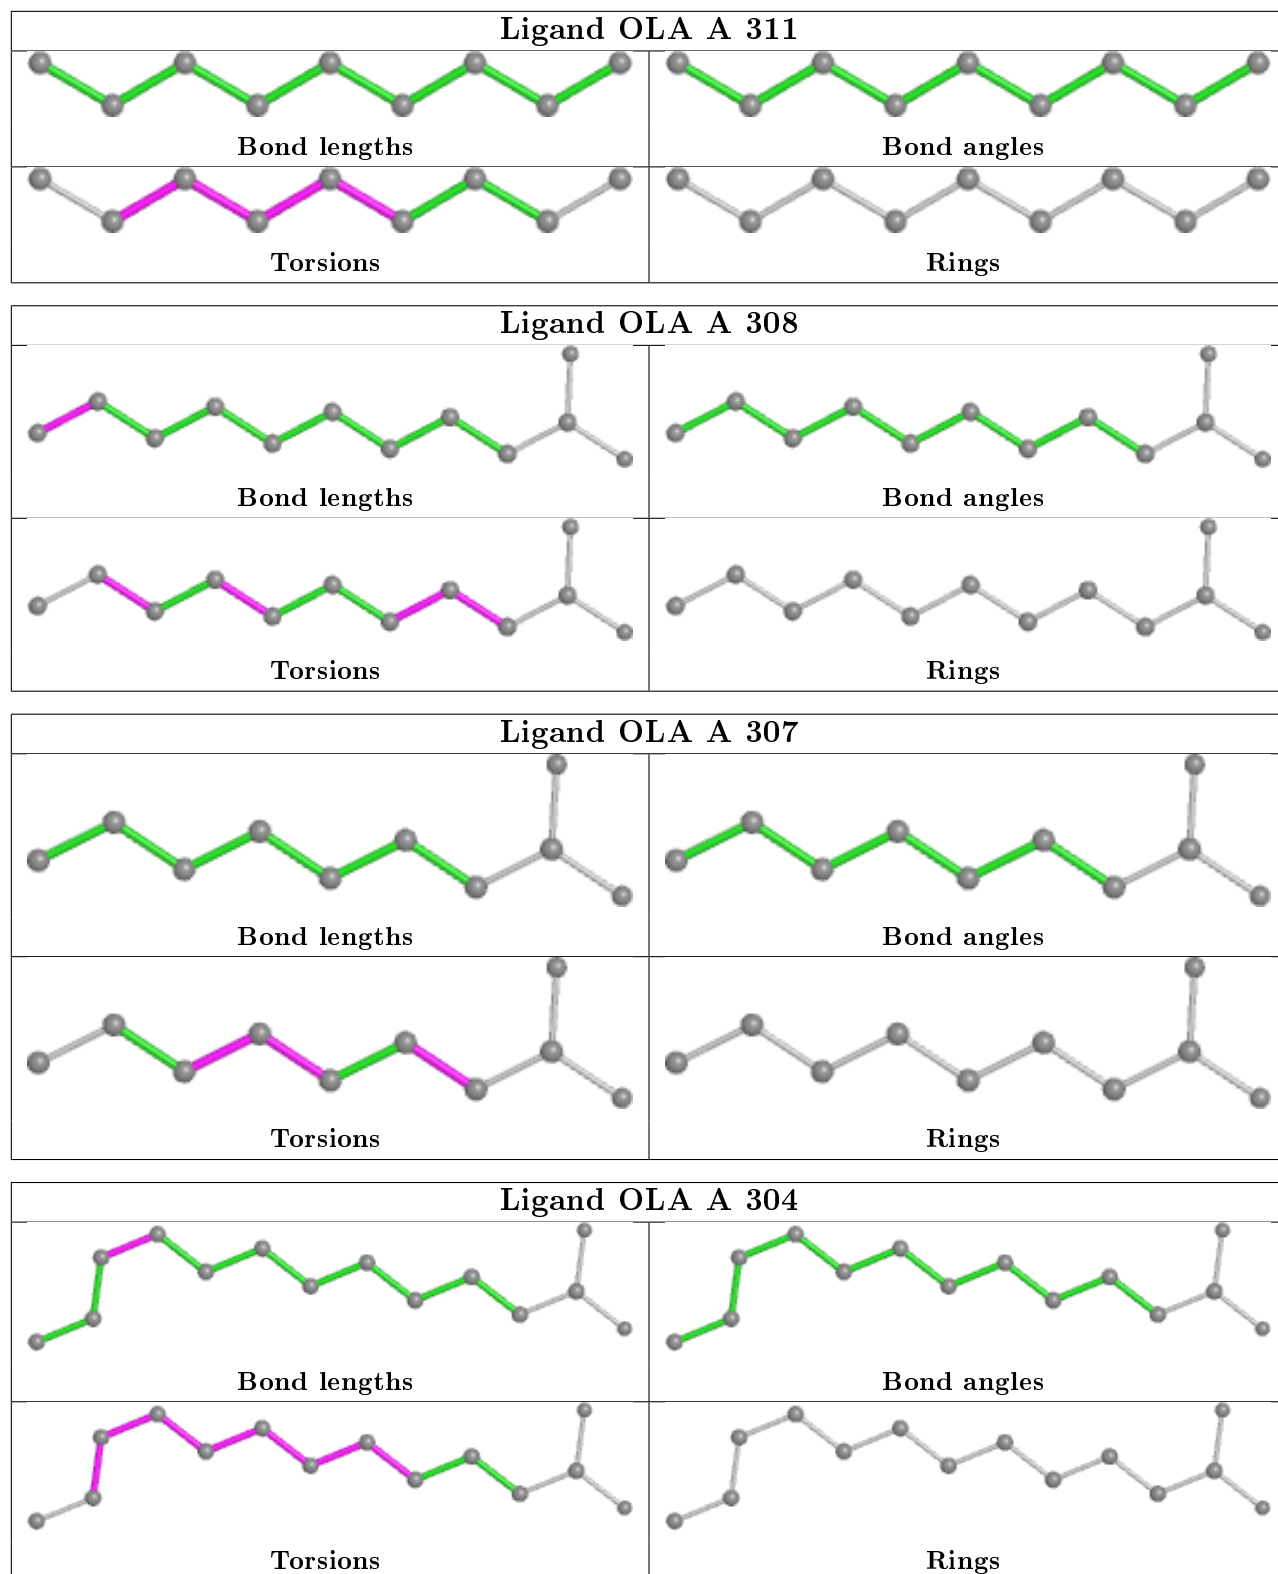 Ligand OLA A 311
Bond lengths
Bond angles
Torsions
Rings
Ligand OLA A 308
Bond lengths
Bond angles
Torsions
Rings
Ligand OLA A 307
Bond lengths
Bond angles
Torsions
Rings
Ligand OLA A 304
Bond lengths
Bond angles
Torsions
Rings